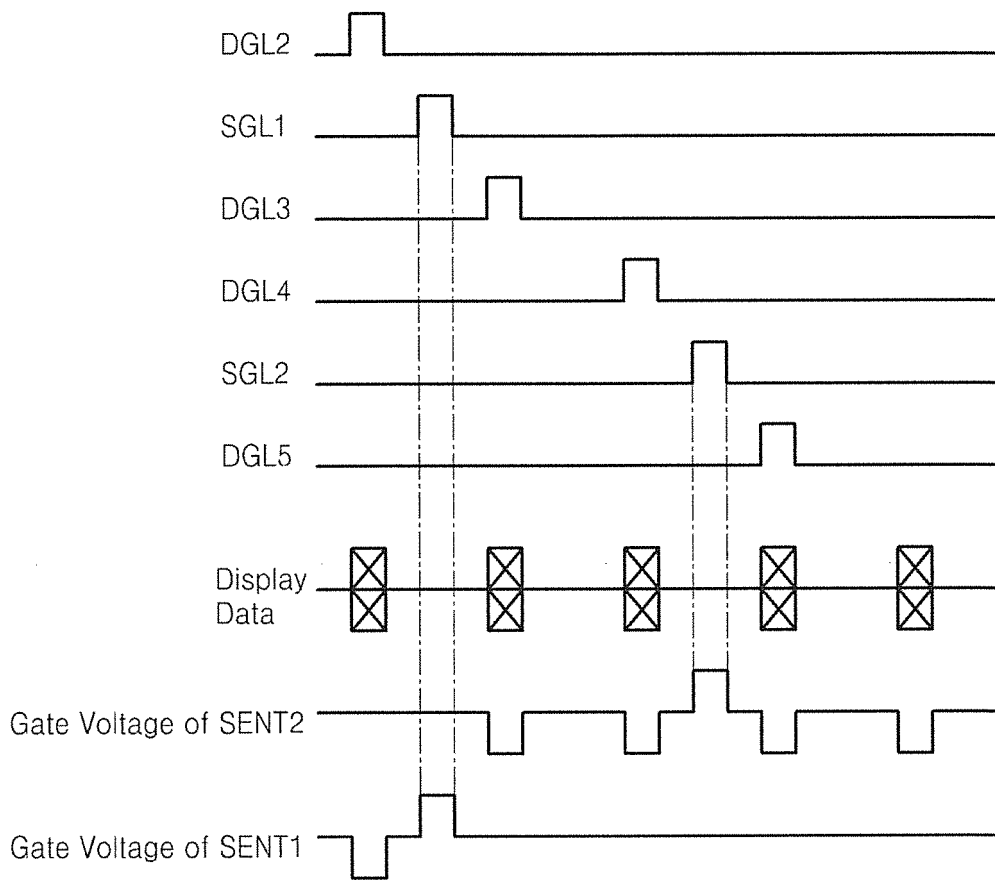 DGL2
SGL1
DGL3
DGL4
SGL2
DGL5
Display
Data
Gate Voltage of SENT2
Gate Voltage of SENT1